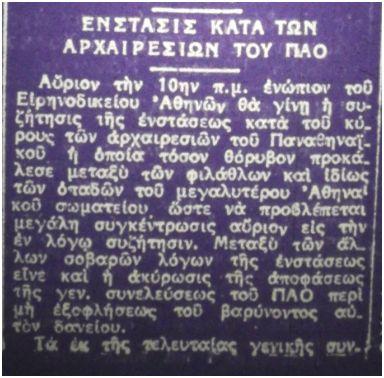 ΕΝΣΤΑΣΙΣ ΚΑΤΑ ΤΩΝ
ΑΡΧΑΙΡΕΣΙΩΝ ΤΟΥ ΠΑΟ
Αὔριον τὴν 10ην π.μ. ἐνώπιον τοῦ
Εἰρηνοδικείου Ἀθηνῶν θὰ γίνῃ ἡ συ-
ζήτησις τῆς ἐνστάσεως κατὰ τοῦ κύ-
ρους τῶν ἀρχαιρεσιῶν τοῦ Παναθηναϊ-
κοῦ ἡ ὁποία τόσον θόρυβον προκά-
λεσε μεταξὺ τῶν φιλάθλων καὶ ἰδίως
τῶν ὀπαδῶν τοῦ μεγαλυτέρου Ἀθηναϊ
κοῦ σωματείου ὥστε νὰ προβλέπεται
μεγάλη συγκέντρωσις αὔριον εἰς τὴν
ἐν λόγῳ συζήτησιν. Μεταξὺ τῶν ἄλ-
λων σοβαρῶν λόγων τῆς ἐνστάσεως
εἶνε καὶ ἡ ἀκύρωσις τῆς ἀποφάσεως
τῆς γεν. συνελεύσεως τοῦ ΠΑΟ περὶ
μὴ ἐξοφλήσεως τοῦ βαρύνοντος αὐ-
τὸν δανείου.
Τὰ ἐκ τῆς τελευταίας γενικῆς συν-